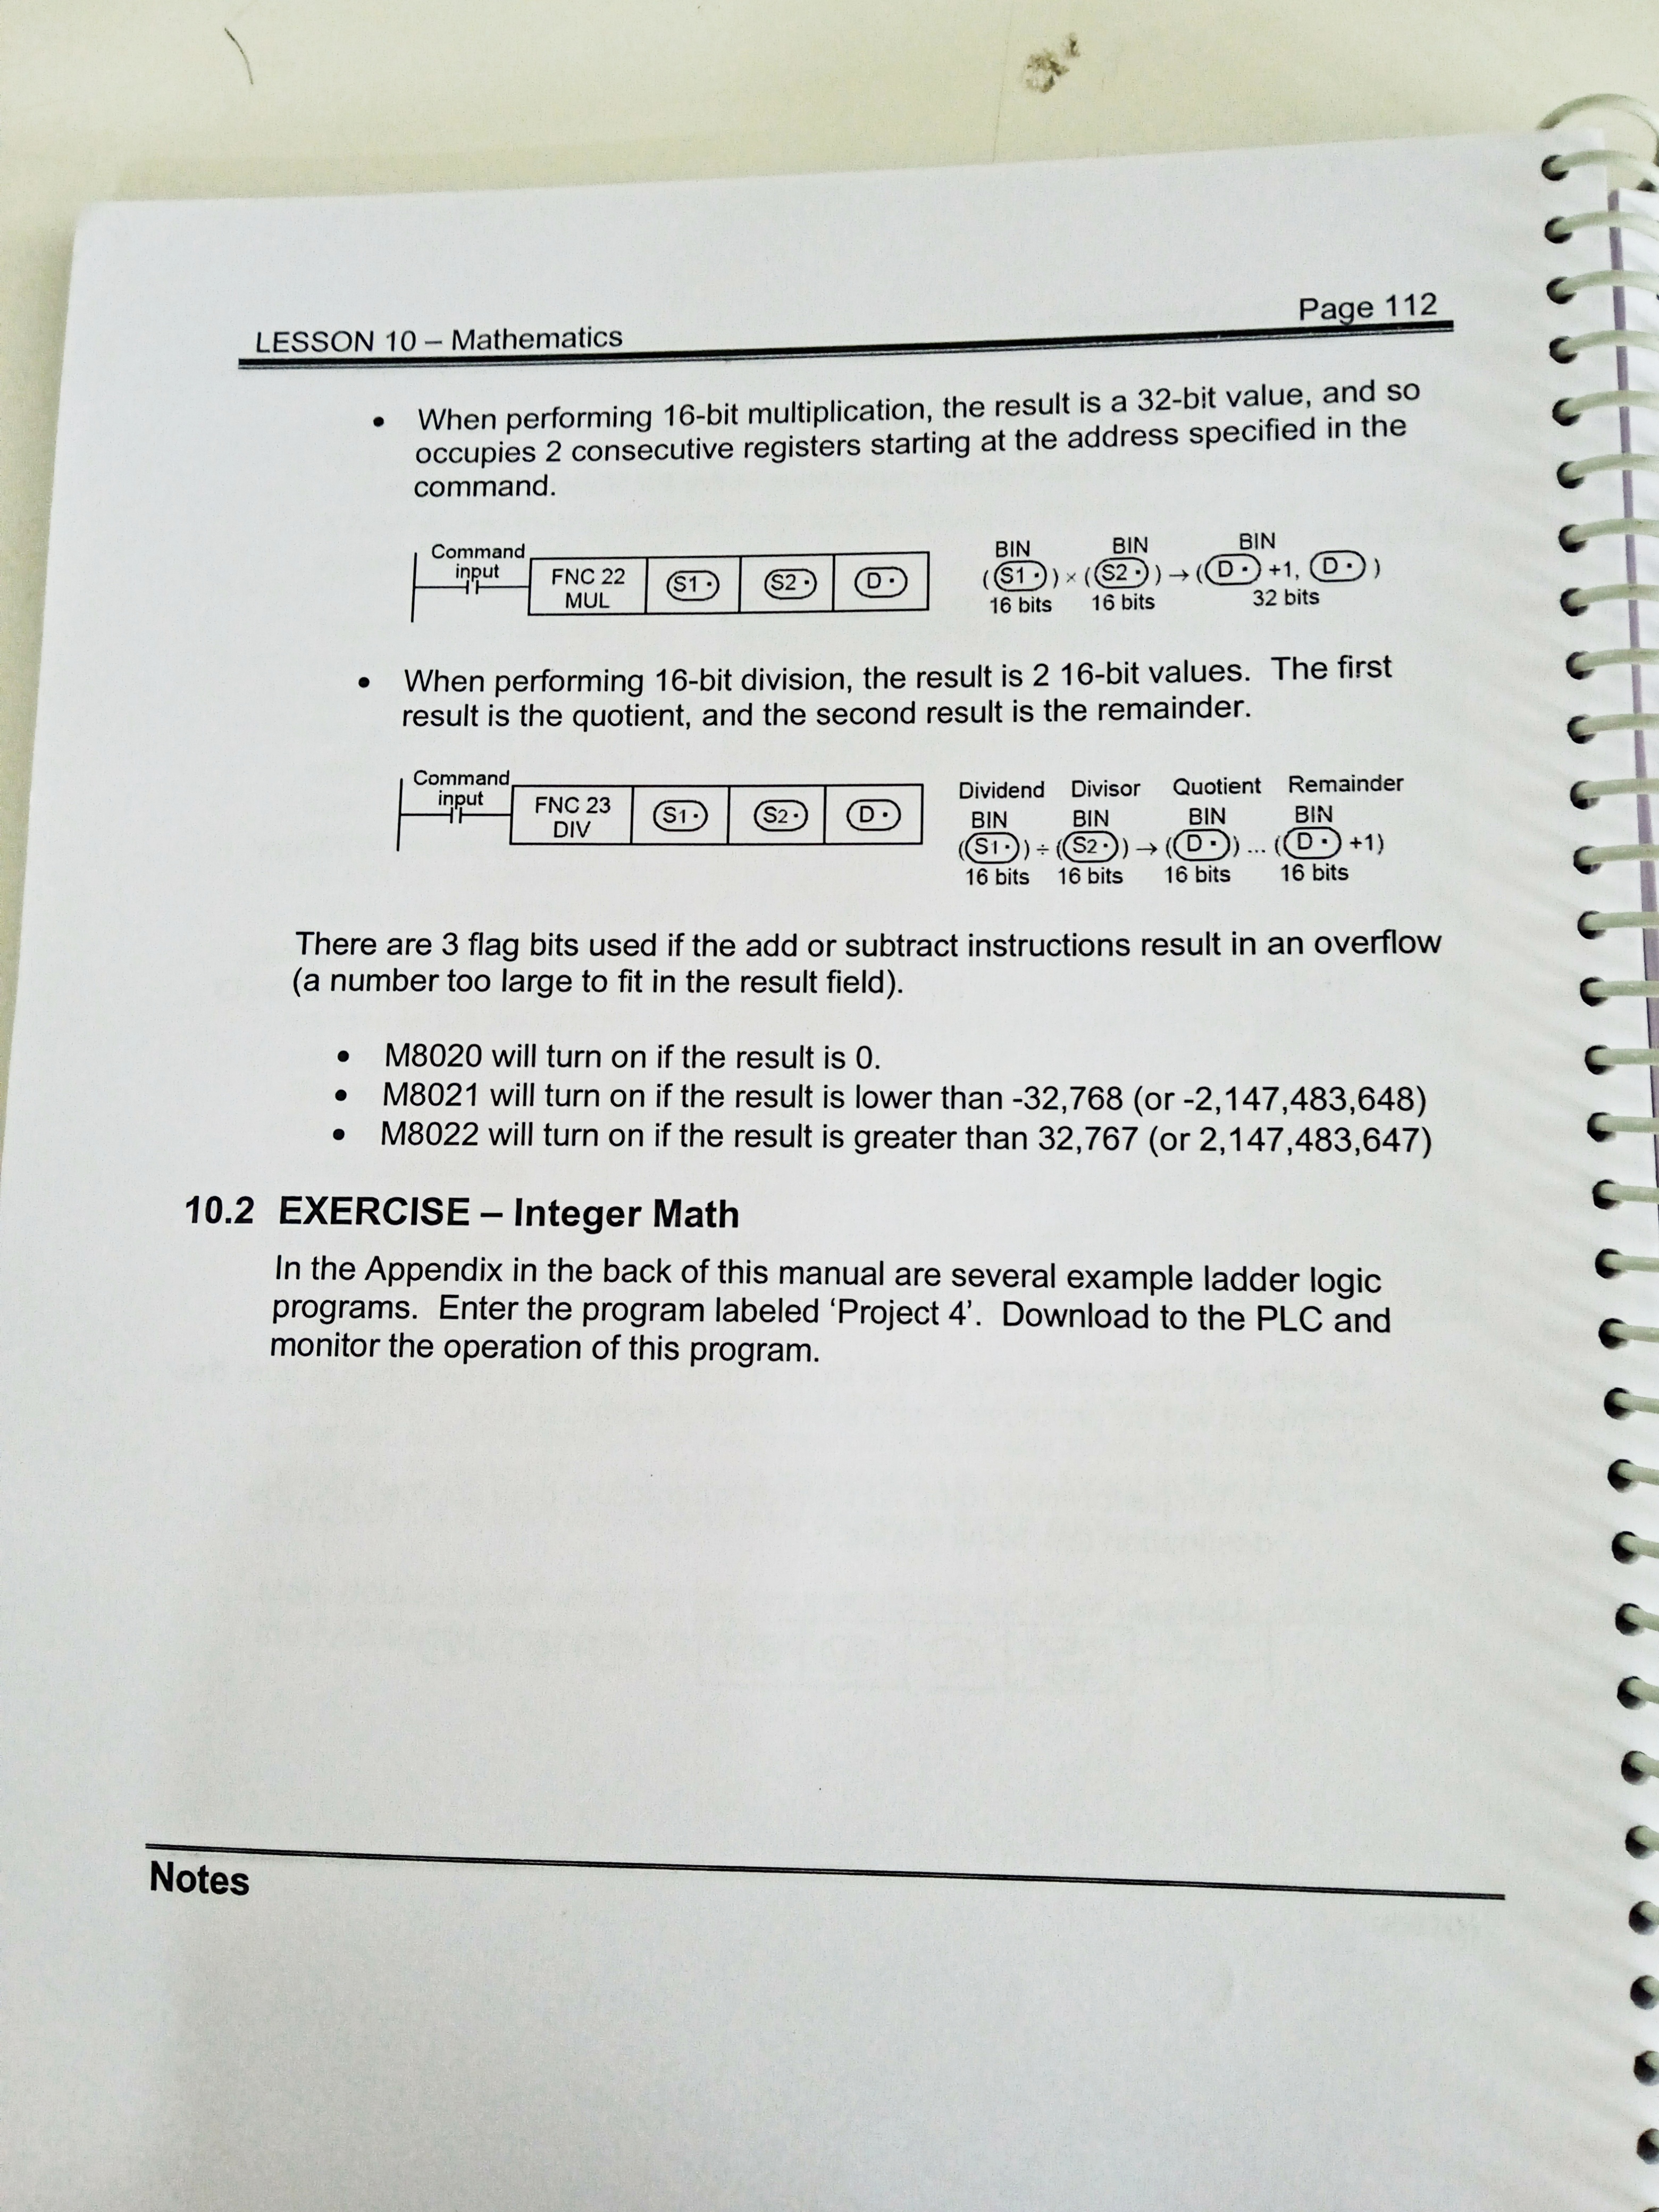 Page 112
LESSON 10 – Mathematics
• When performing 16-bit multiplication, the result is a 32-bit value, and so
occupies 2 consecutive registers starting at the address specified in the
command.
Command
input
FNC 22
MUL
S1· S2· D·
BIN BIN BIN
(S1·) × (S2·) → (D· +1, D·)
16 bits 16 bits 32 bits
• When performing 16-bit division, the result is 2 16-bit values. The first
result is the quotient, and the second result is the remainder.
Command
input
FNC 23
DIV
S1· S2· D·
Dividend Divisor Quotient Remainder
BIN BIN BIN BIN
(S1·) ÷ (S2·) → (D·) ... (D· +1)
16 bits 16 bits 16 bits 16 bits
There are 3 flag bits used if the add or subtract instructions result in an overflow
(a number too large to fit in the result field).
• M8020 will turn on if the result is 0.
• M8021 will turn on if the result is lower than -32,768 (or -2,147,483,648)
• M8022 will turn on if the result is greater than 32,767 (or 2,147,483,647)
10.2 EXERCISE – Integer Math
In the Appendix in the back of this manual are several example ladder logic
programs. Enter the program labeled ‘Project 4’. Download to the PLC and
monitor the operation of this program.
Notes